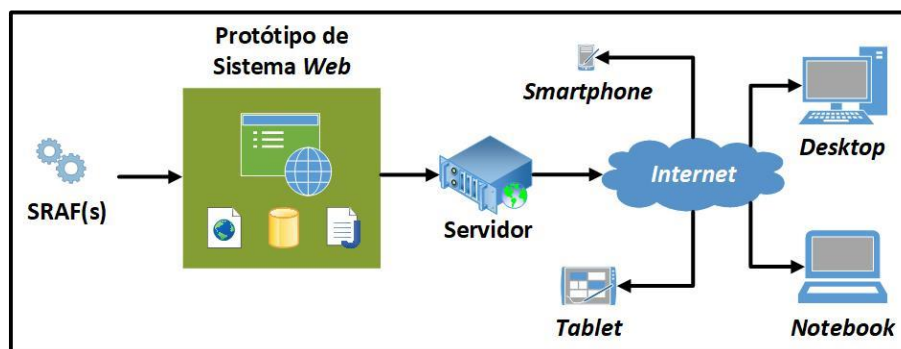 Protótipo de
Sistema Web
SRAF(s)
Servidor
Smartphone
Internet
Desktop
Tablet
Notebook